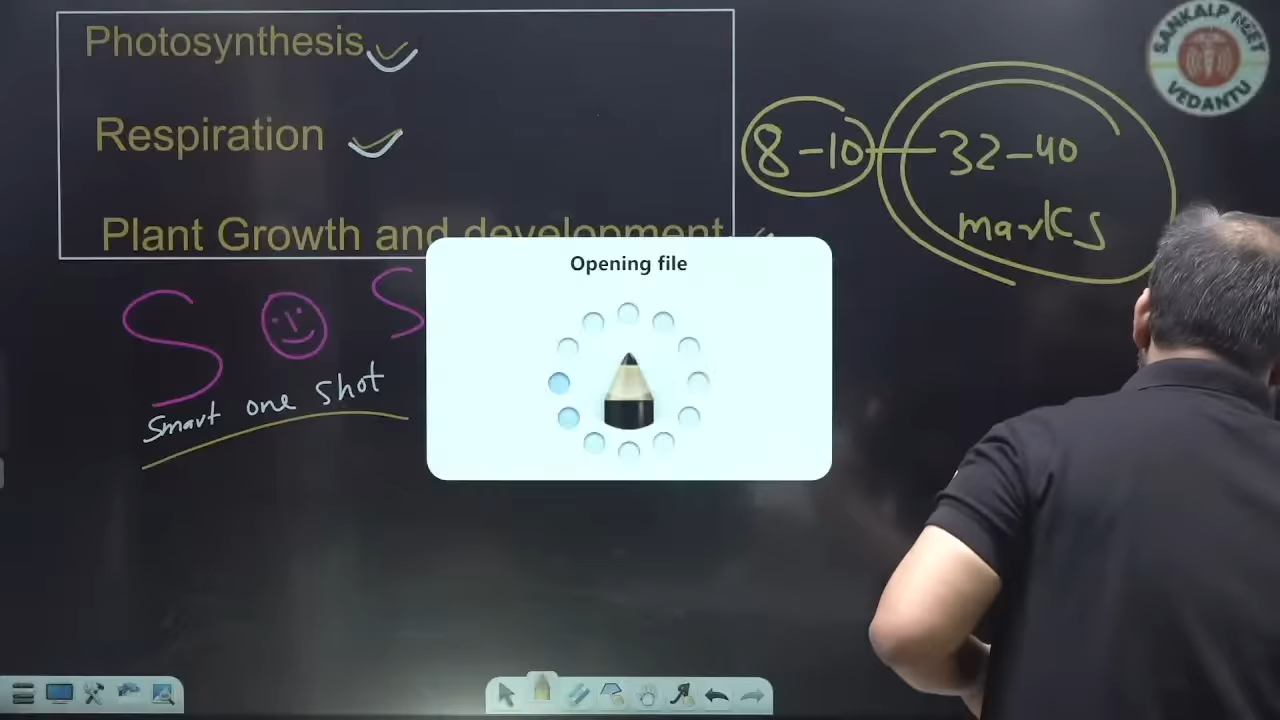 Photosynthesis
Respiration
Plant Growth and development
8-10 — 32-40
marks
SANKALP NEET
VEDANTU
S S
Smart one shot
Opening file